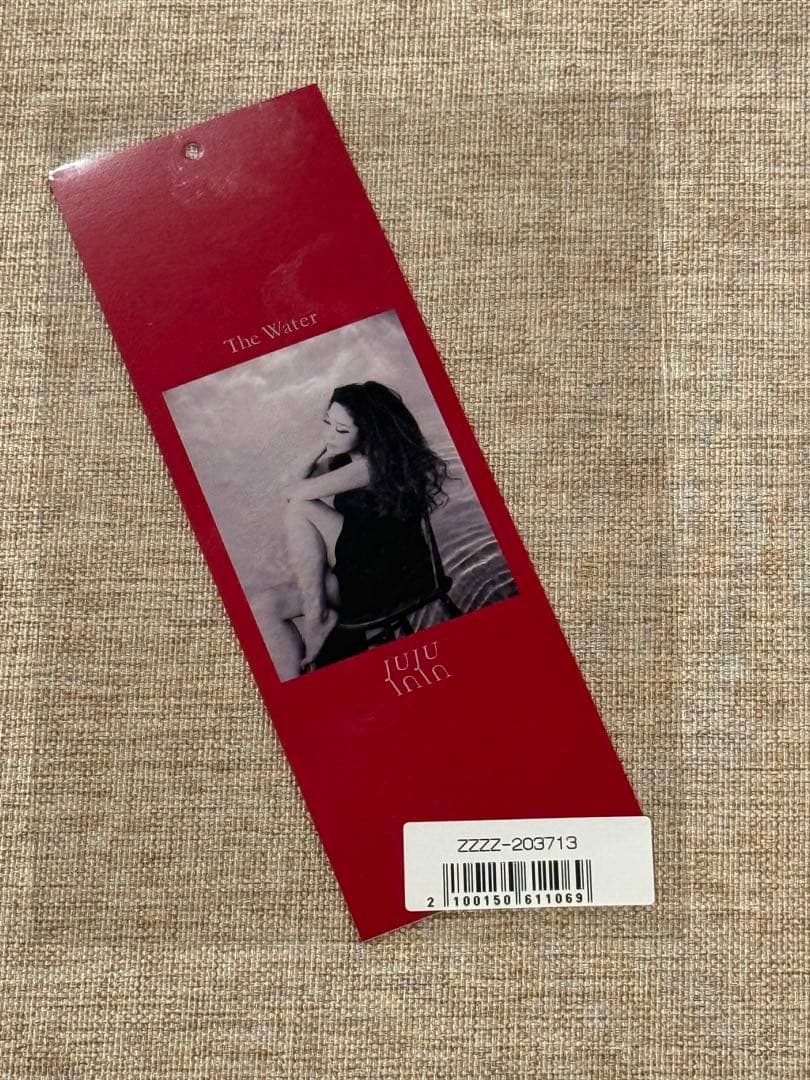 The Water
JUJU
ZZZZ-203713
2 100150 611069